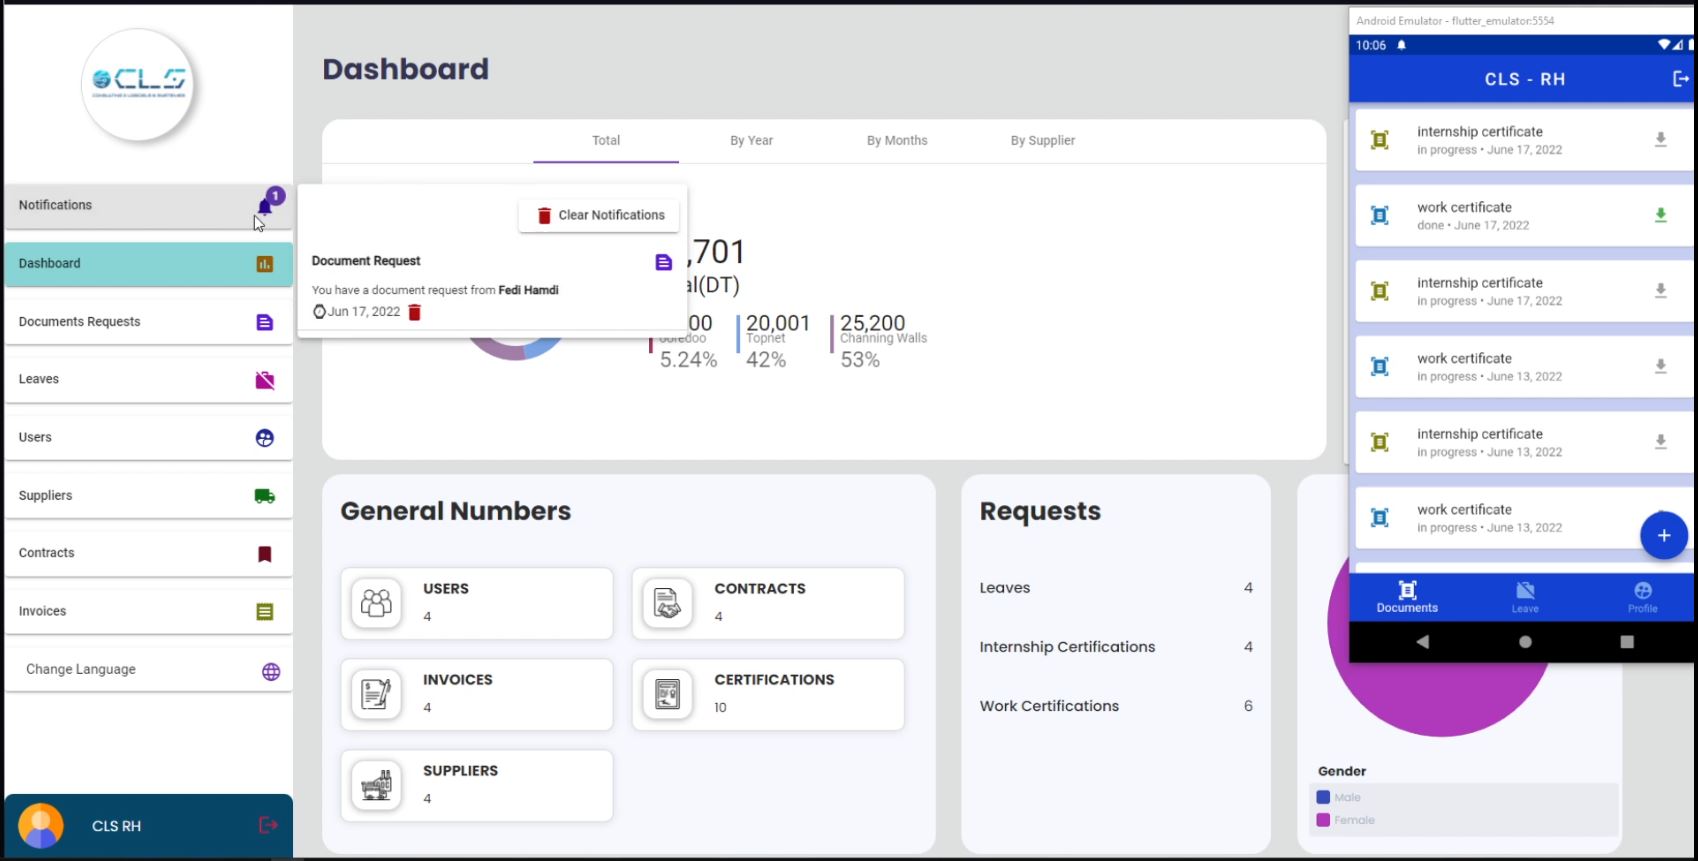 CLS
CONSULTING & LOGICIELS & SYSTEMES
Notifications
1
Dashboard
Documents Requests
Leaves
Users
Suppliers
Contracts
Invoices
Change Language
CLS RH
Dashboard
Total
By Year
By Months
By Supplier
Clear Notifications
Document Request
You have a document request from Fedi Hamdi
Jun 17, 2022
,701
al(DT)
00
Ooredoo
5.24%
20,001
Topnet
42%
25,200
Channing Walls
53%
General Numbers
USERS
4
CONTRACTS
4
INVOICES
4
CERTIFICATIONS
10
SUPPLIERS
4
Requests
Leaves 4
Internship Certifications 4
Work Certifications 6
Gender
Male
Female
Android Emulator - flutter_emulator:5554
10:06
CLS - RH
internship certificate
in progress • June 17, 2022
work certificate
done • June 17, 2022
internship certificate
in progress • June 17, 2022
work certificate
in progress • June 13, 2022
internship certificate
in progress • June 13, 2022
work certificate
in progress • June 13, 2022
Documents
Leave
Profile